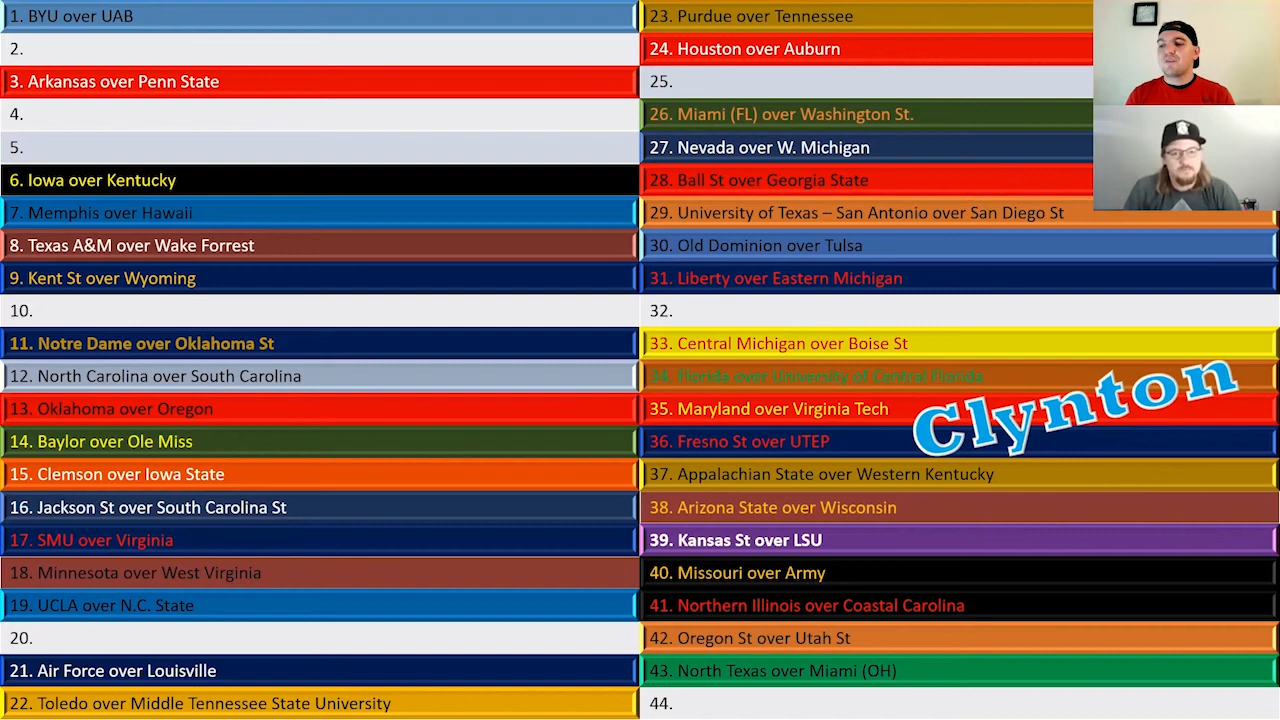 1. BYU over UAB
2.
3. Arkansas over Penn State
4.
5.
6. Iowa over Kentucky
7. Memphis over Hawaii
8. Texas A&M over Wake Forrest
9. Kent St over Wyoming
10.
11. Notre Dame over Oklahoma St
12. North Carolina over South Carolina
13. Oklahoma over Oregon
14. Baylor over Ole Miss
15. Clemson over Iowa State
16. Jackson St over South Carolina St
17. SMU over Virginia
18. Minnesota over West Virginia
19. UCLA over N.C. State
20.
21. Air Force over Louisville
22. Toledo over Middle Tennessee State University
23. Purdue over Tennessee
24. Houston over Auburn
25.
26. Miami (FL) over Washington St.
27. Nevada over W. Michigan
28. Ball St over Georgia State
29. University of Texas – San Antonio over San Diego St
30. Old Dominion over Tulsa
31. Liberty over Eastern Michigan
32.
33. Central Michigan over Boise St
34. Florida over University of Central Florida
35. Maryland over Virginia Tech
36. Fresno St over UTEP
37. Appalachian State over Western Kentucky
38. Arizona State over Wisconsin
39. Kansas St over LSU
40. Missouri over Army
41. Northern Illinois over Coastal Carolina
42. Oregon St over Utah St
43. North Texas over Miami (OH)
44.
Clynton